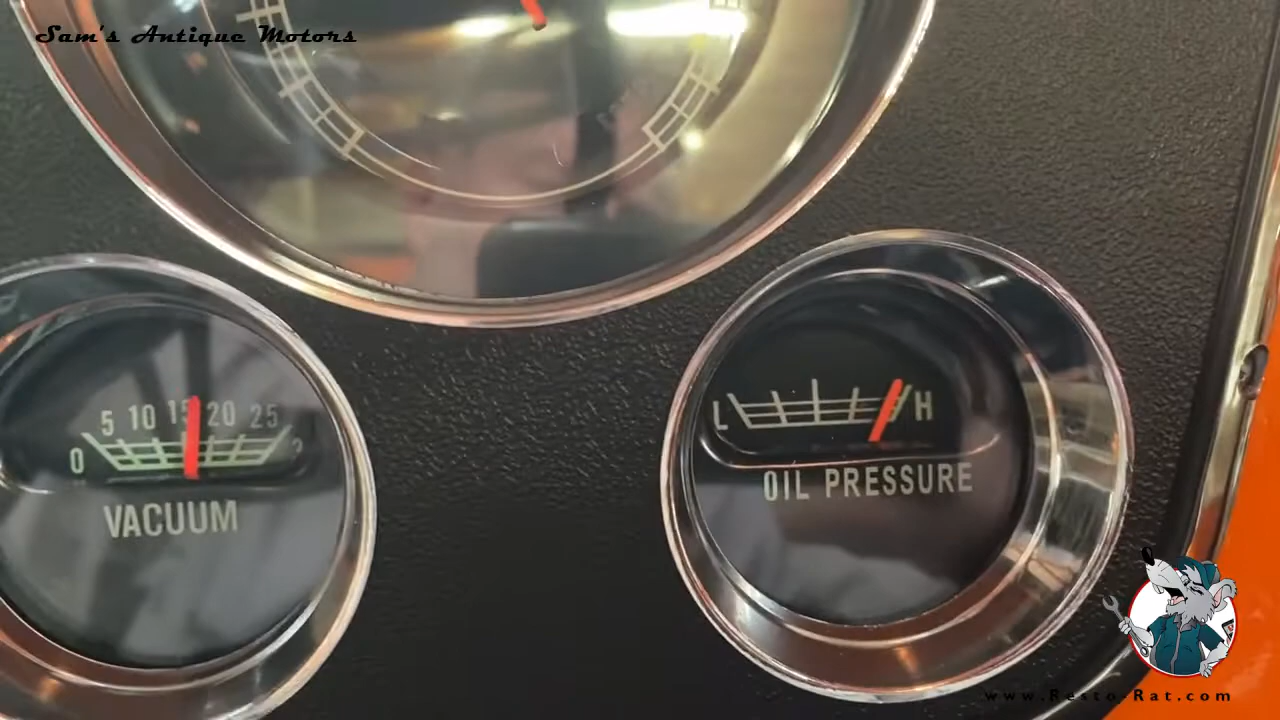 Sam's Antique Motors
0 5 10 15 20 25
VACUUM
L H
OIL PRESSURE
www.Resto-Rat.com